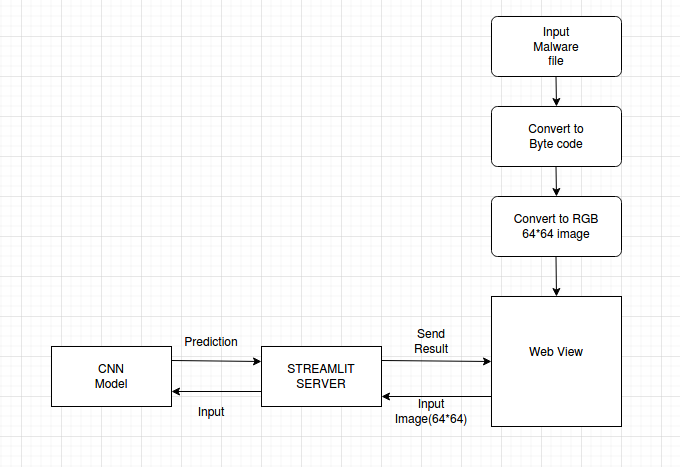 Input
Malware
file
Convert to
Byte code
Convert to RGB
64*64 image
Web View
Send
Result
Prediction
CNN
Model
STREAMLIT
SERVER
Input
Input
Image(64*64)